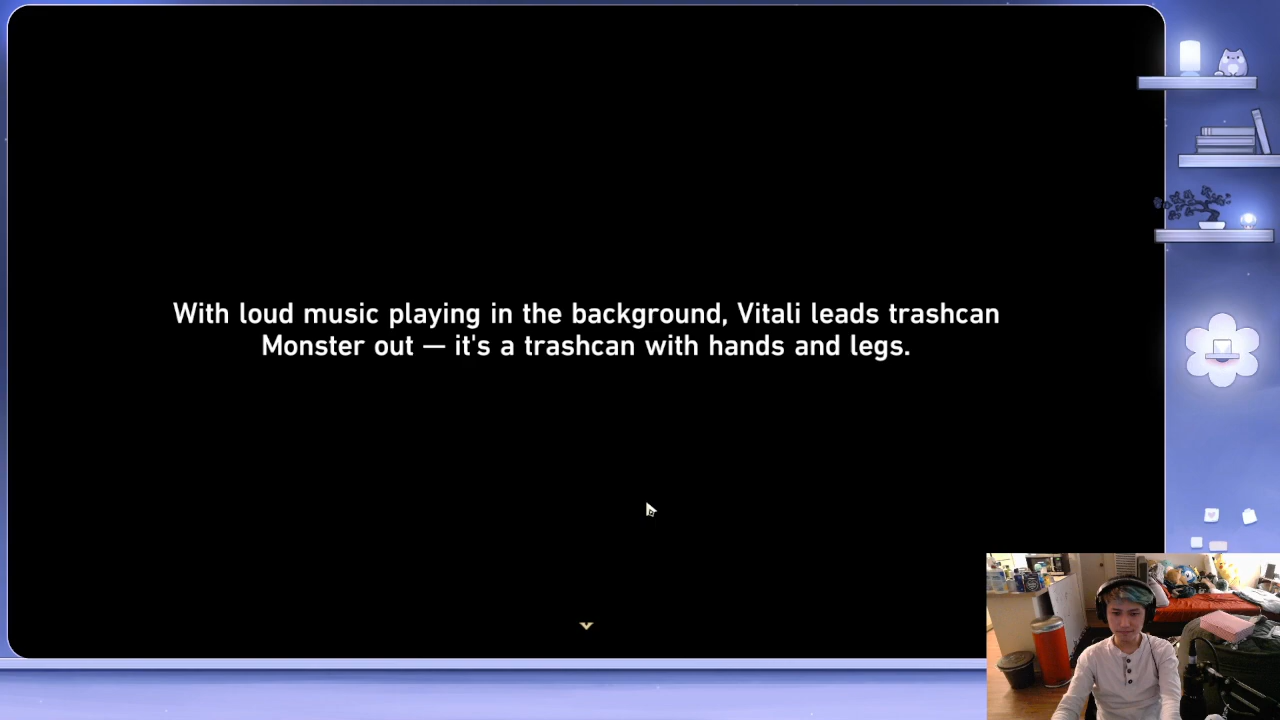 With loud music playing in the background, Vitali leads trashcan
Monster out — it's a trashcan with hands and legs.